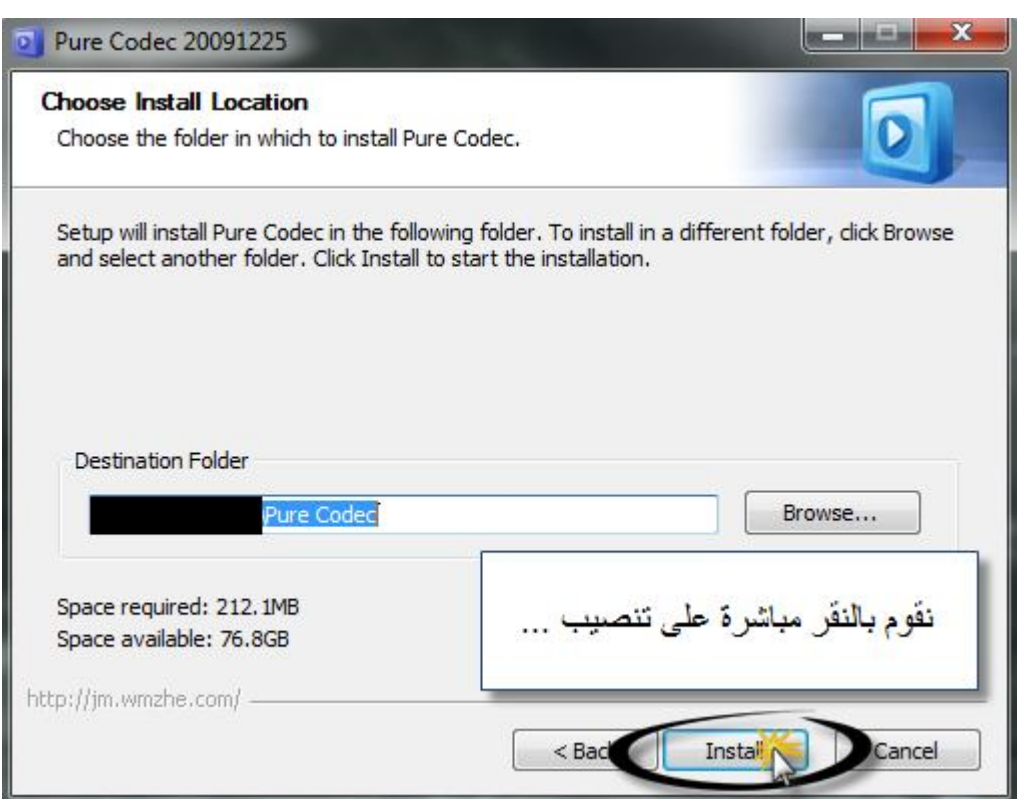 Pure Codec 20091225
Choose Install Location
Choose the folder in which to install Pure Codec.
Setup will install Pure Codec in the following folder. To install in a different folder, click Browse
and select another folder. Click Install to start the installation.
Destination Folder
Pure Codec
Browse...
Space required: 212.1MB
Space available: 76.8GB
نقوم بالنقر مباشرة على تنصيب ...
http://jm.wmzhe.com/
< Back
Install
Cancel